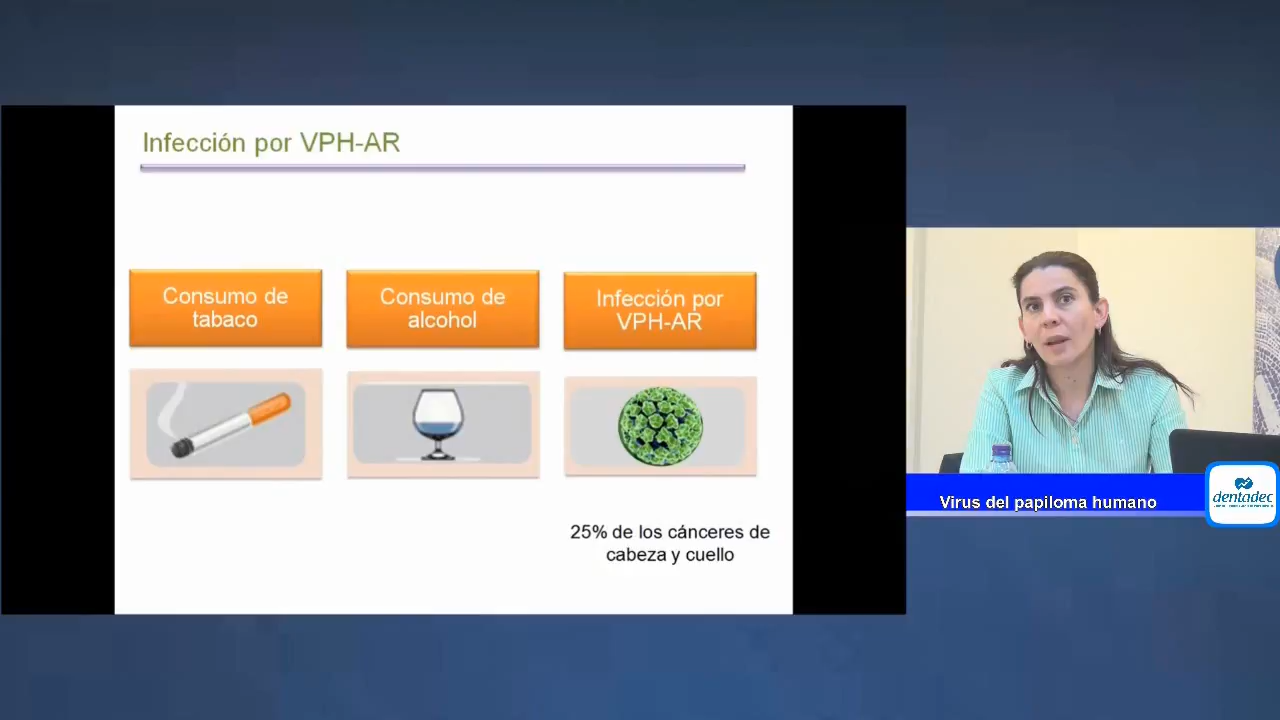 Infección por VPH-AR
Consumo de
tabaco
Consumo de
alcohol
Infección por
VPH-AR
25% de los cánceres de
cabeza y cuello
Virus del papiloma humano
dentadec